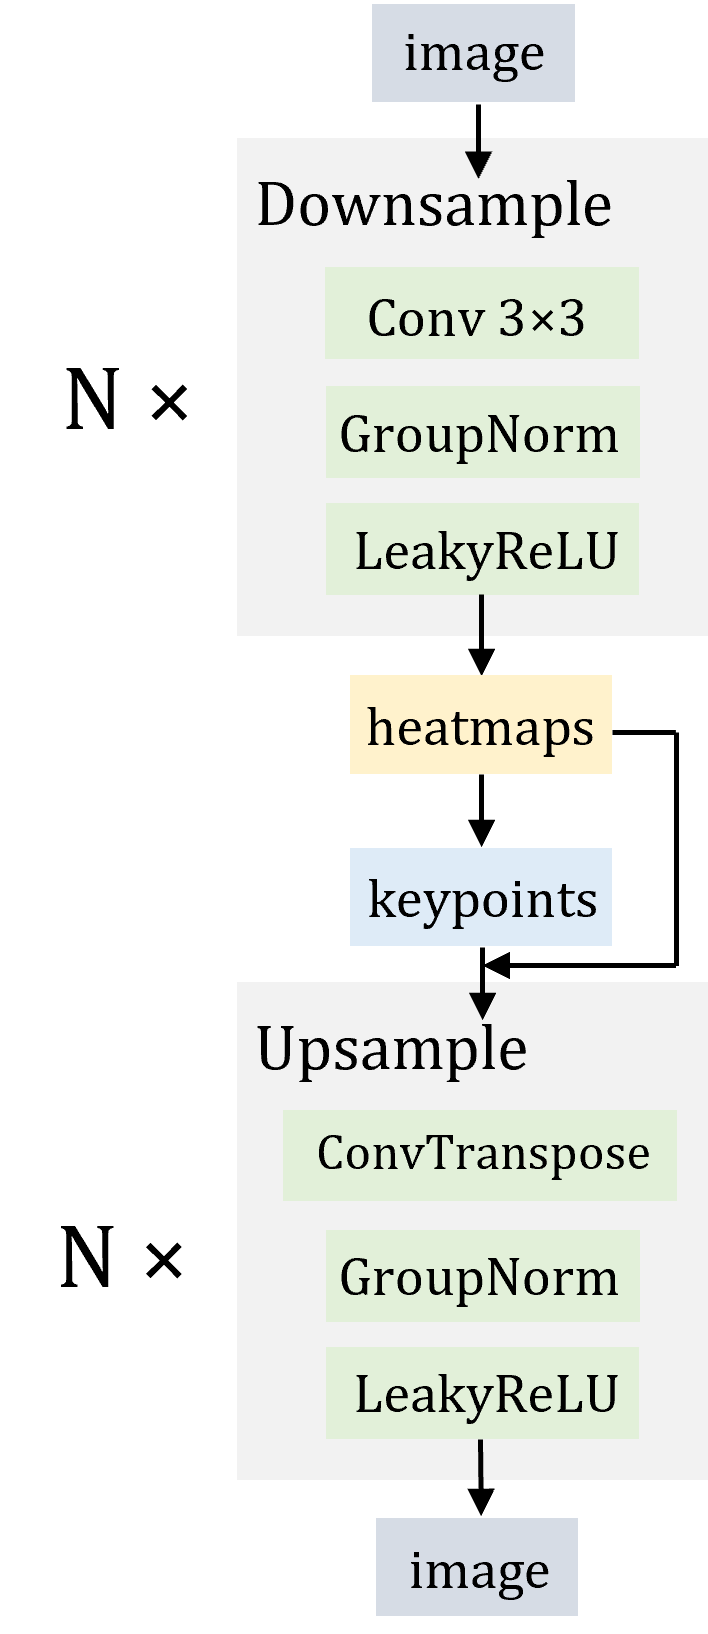 image
Downsample
Conv 3×3
N ×
GroupNorm
LeakyReLU
heatmaps
keypoints
Upsample
ConvTranspose
N ×
GroupNorm
LeakyReLU
image